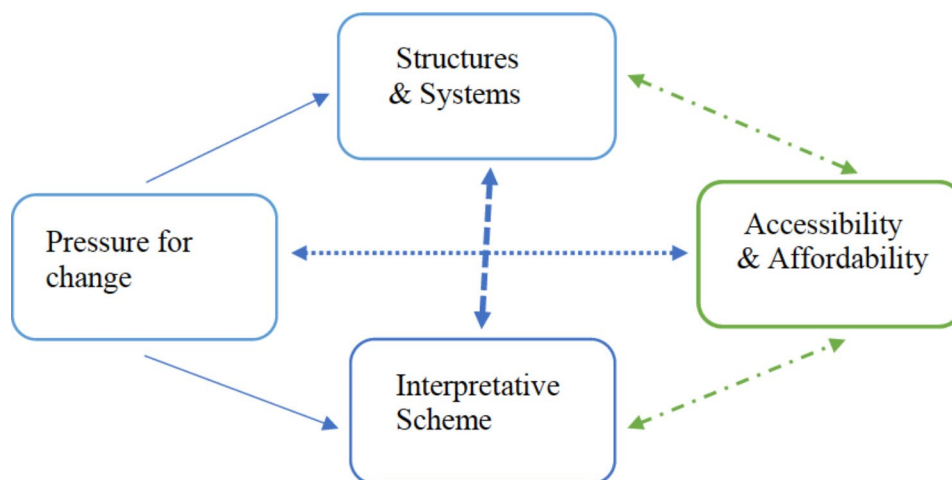 Structures
& Systems
Pressure for
change
Accessibility
& Affordability
Interpretative
Scheme